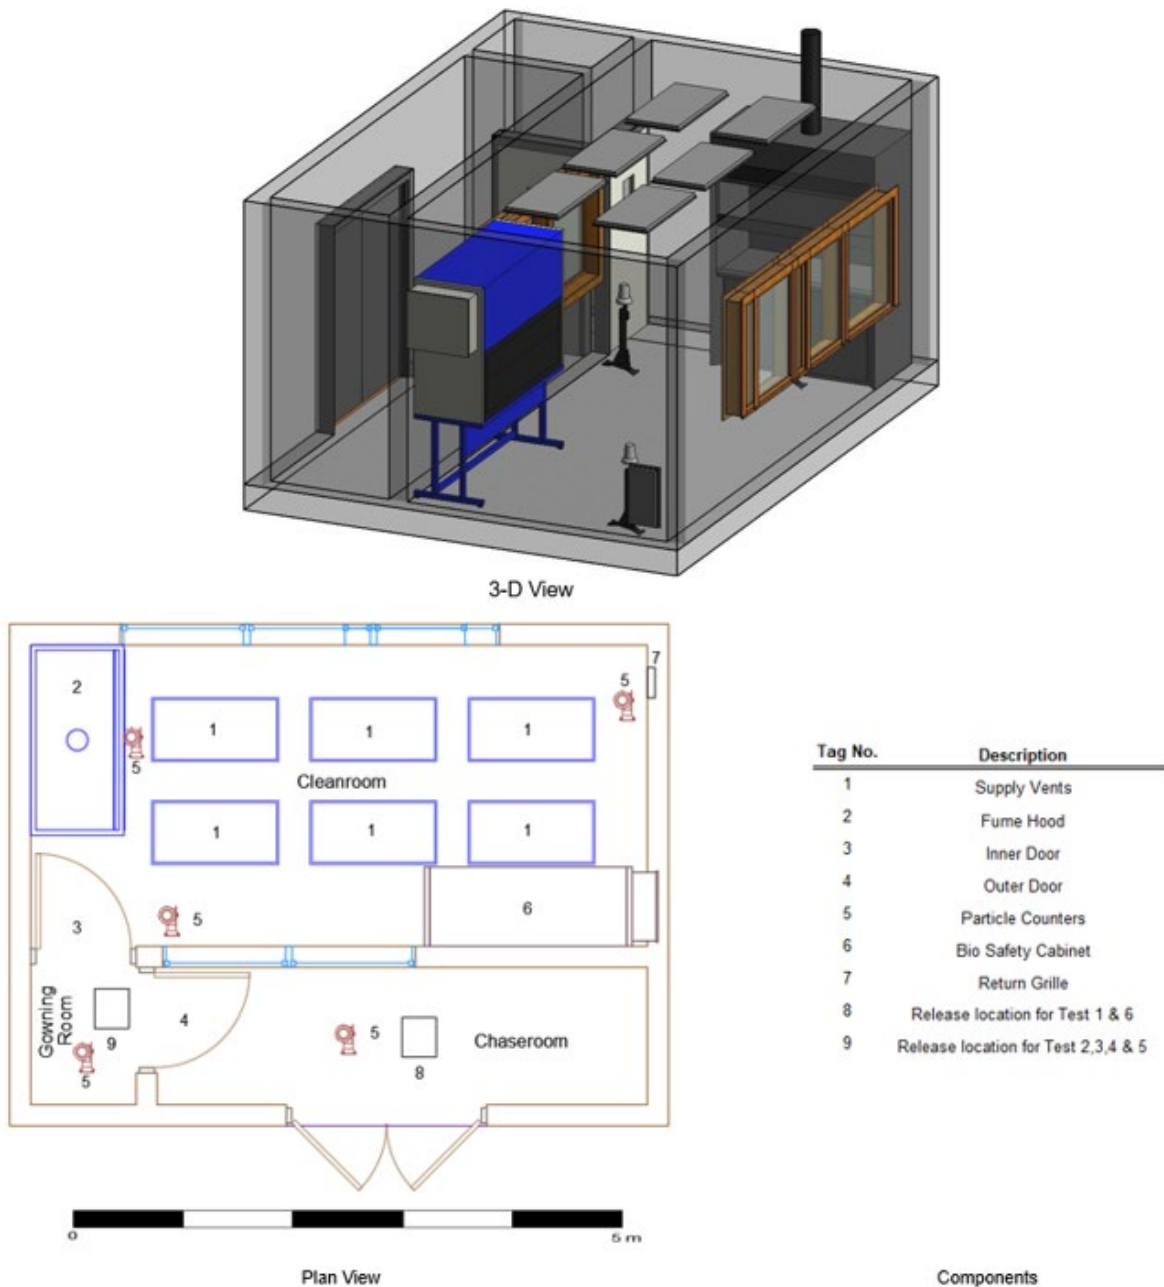 3-D View
7
2
5
1
1
1
5
Cleanroom
1
1
1
6
5
3
Gowning
Room
4
9
5
5
8
Chaseroom
0
5 m
Plan View
Tag No. Description
1 Supply Vents
2 Fume Hood
3 Inner Door
4 Outer Door
5 Particle Counters
6 Bio Safety Cabinet
7 Return Grille
8 Release location for Test 1 & 6
9 Release location for Test 2,3,4 & 5
Components